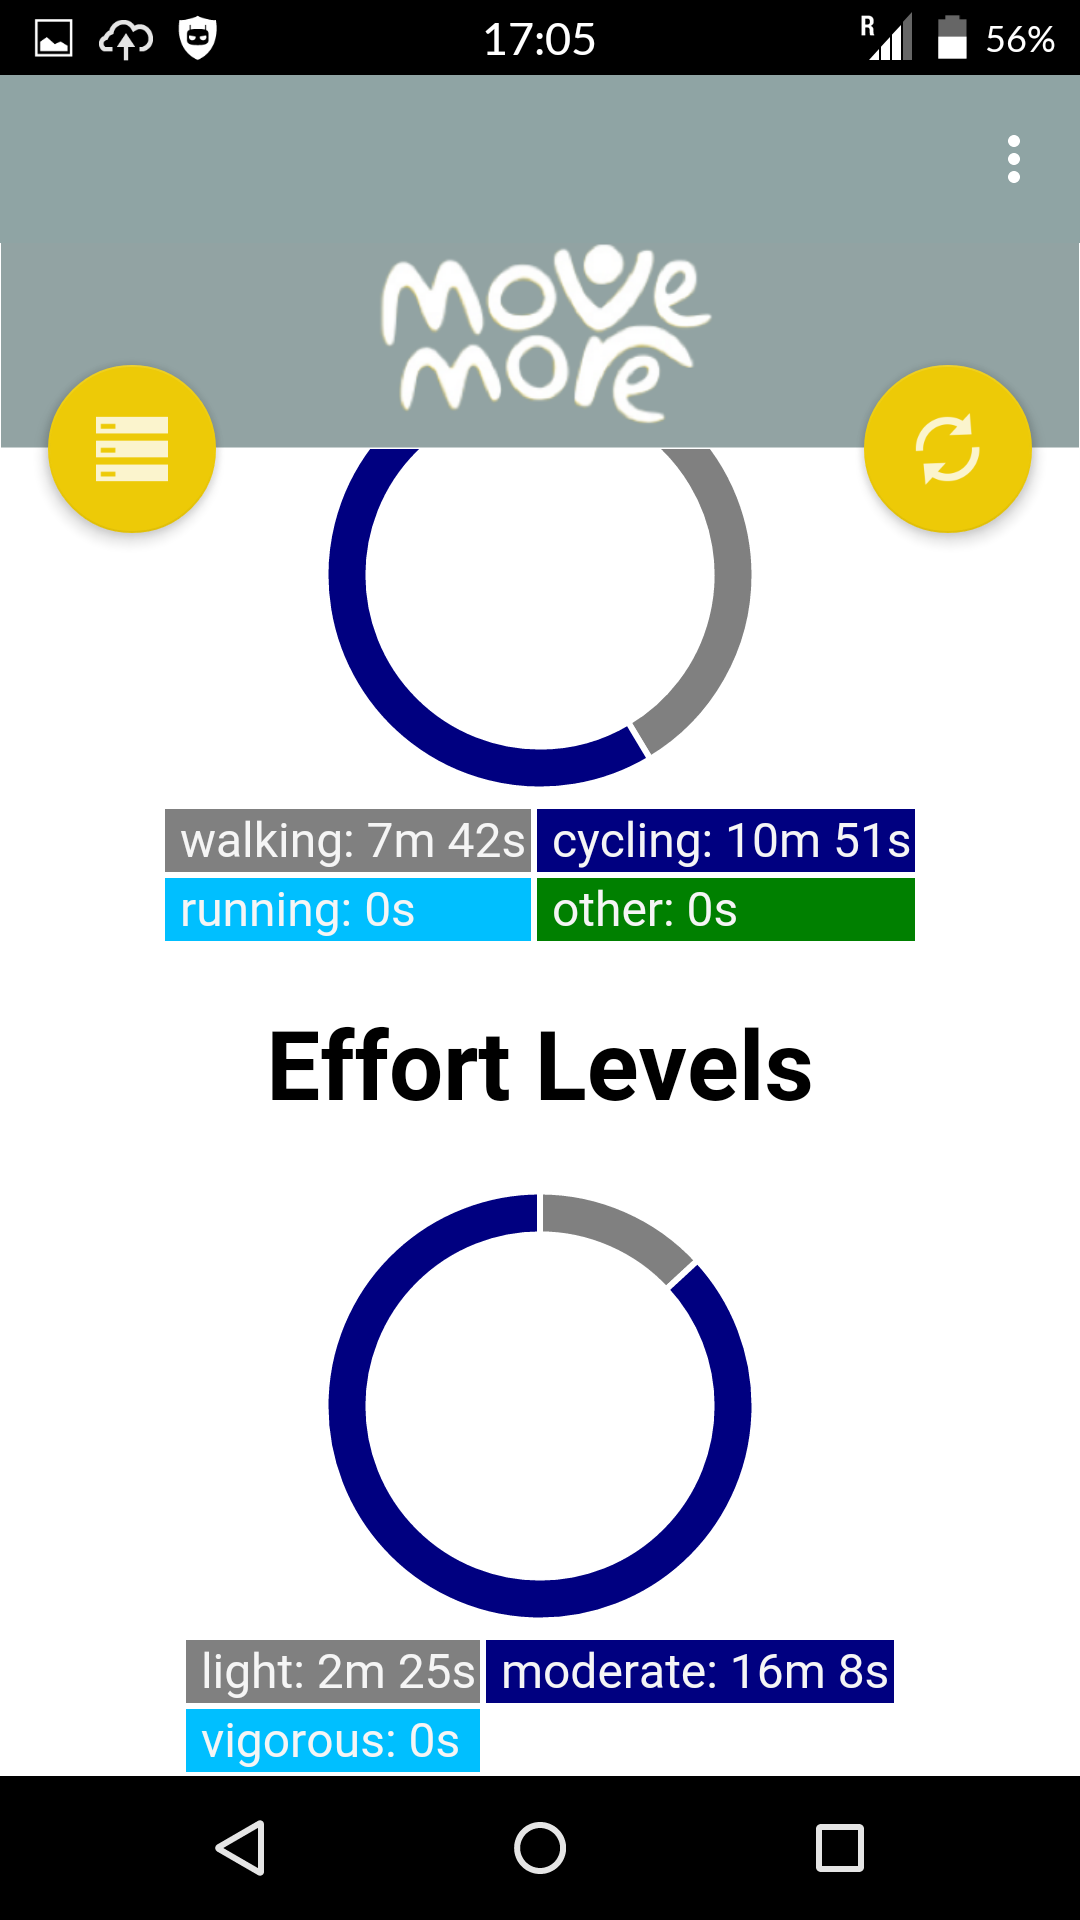 17:05
R
56%
move
more
walking: 7m 42s cycling: 10m 51s
running: 0s other: 0s
Effort Levels
light: 2m 25s moderate: 16m 8s
vigorous: 0s